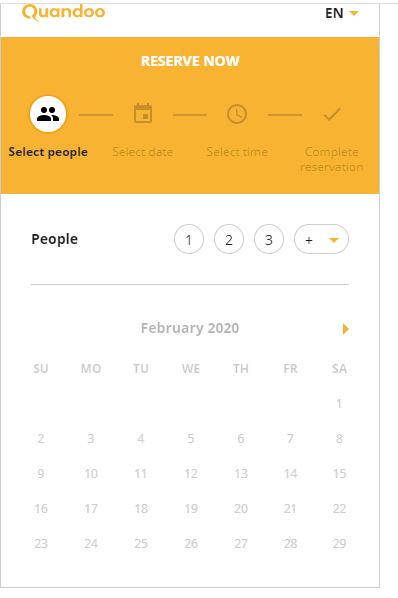 Quandoo
EN
RESERVE NOW
Select people Select date Select time Complete reservation
People 1 2 3 +
February 2020
SU MO TU WE TH FR SA
1
2 3 4 5 6 7 8
9 10 11 12 13 14 15
16 17 18 19 20 21 22
23 24 25 26 27 28 29